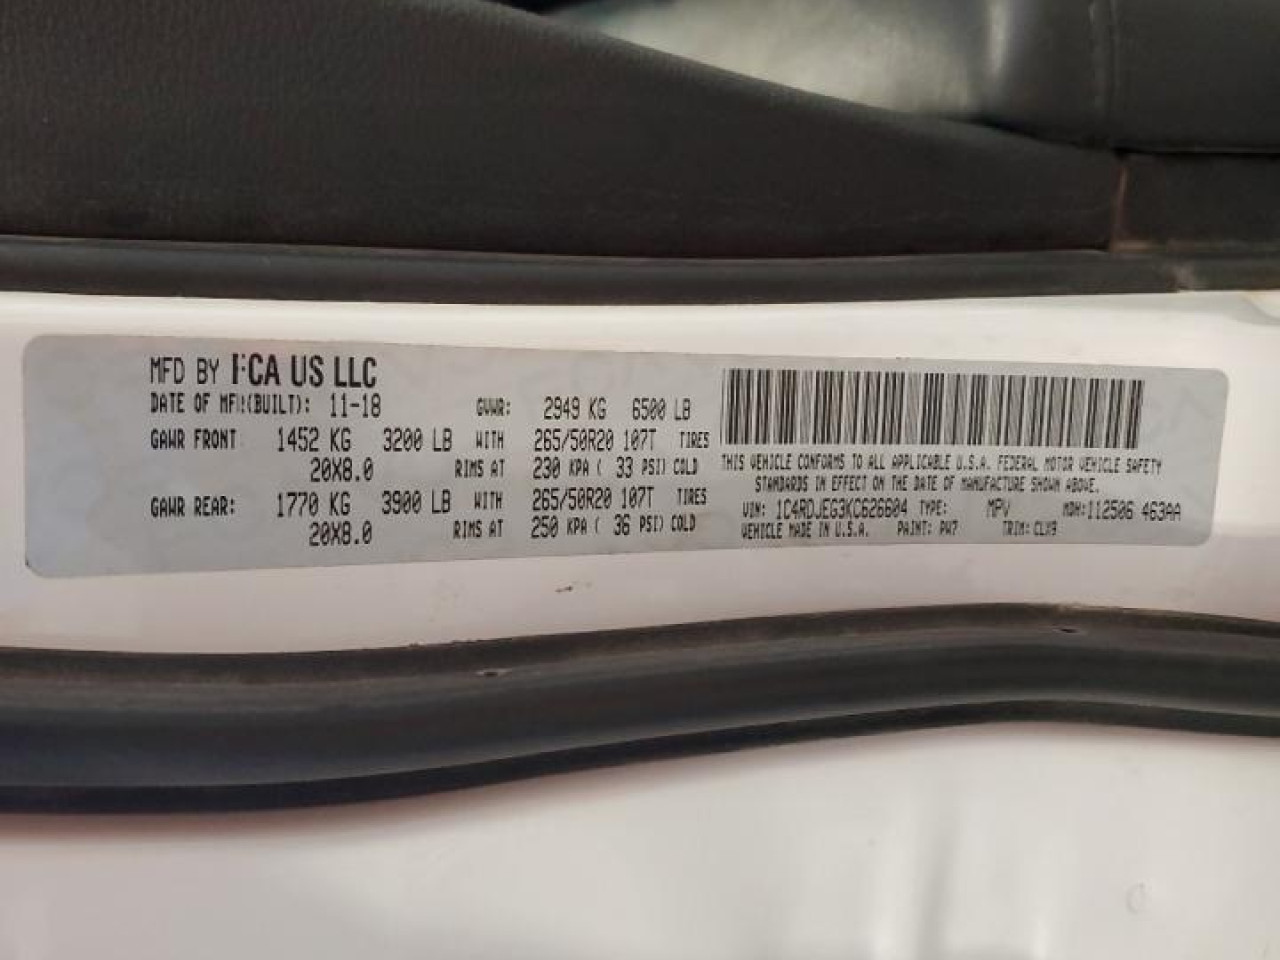 MFD BY FCA US LLC
DATE OF MFR(BUILT): 11-18 GVWR: 2949 KG 6500 LB
GAWR FRONT 1452 KG 3200 LB WITH 265/50R20 107T TIRES
20X8.0 RIMS AT 230 KPA ( 33 PSI) COLD
GAWR REAR: 1770 KG 3900 LB WITH 265/50R20 107T TIRES
20X8.0 RIMS AT 250 KPA ( 36 PSI) COLD
THIS VEHICLE CONFORMS TO ALL APPLICABLE U.S.A. FEDERAL MOTOR VEHICLE SAFETY
STANDARDS IN EFFECT ON THE DATE OF MANUFACTURE SHOWN ABOVE.
VIN: 1C4RDJEG3KC626604 TYPE: MPV MDH:112506 463AA
VEHICLE MADE IN U.S.A. PAINT: PW7 TRIM: CLX9